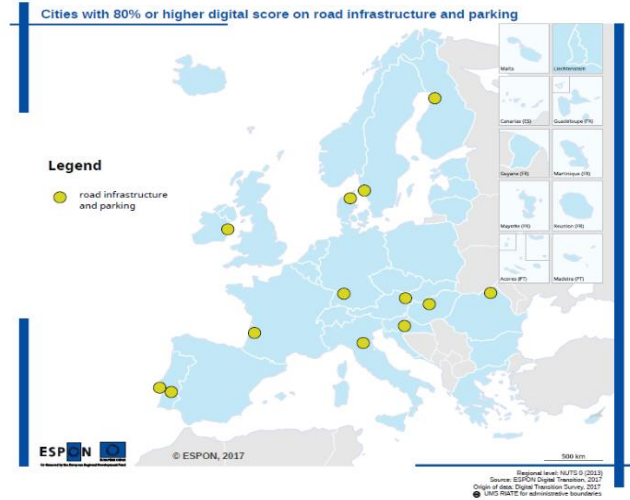 Cities with 80% or higher digital score on road infrastructure and parking
Malta
Liechtenstein
Canarias (ES)
Guadeloupe (FR)
Legend
Guyane (FR)
Martinique (FR)
road infrastructure
and parking
Mayotte (FR)
Reunion (FR)
Acores (PT)
Madeira (PT)
ESPON
© ESPON, 2017
500 km
Regional level: NUTS 0 (2013)
Source: ESPON Digital Transition, 2017
Origin of data: Digital Transition Survey, 2017
UMS RIATE for administrative boundaries